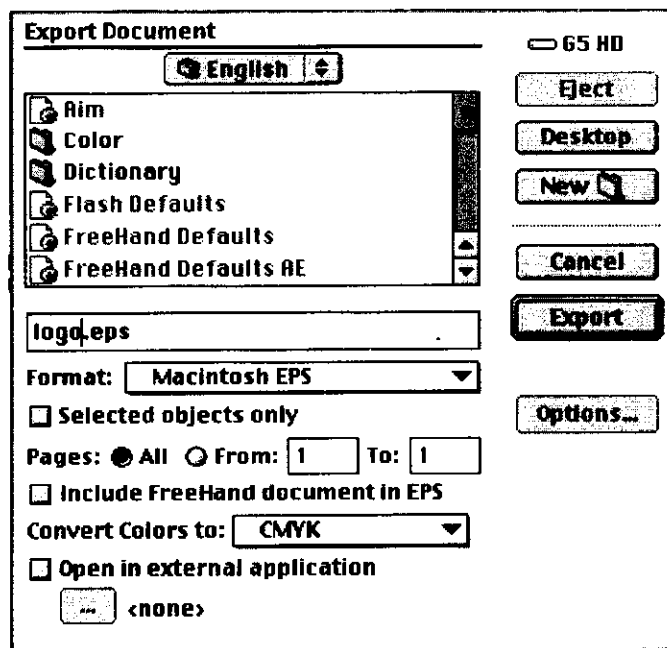 Export Document
English
Aim
Color
Dictionary
Flash Defaults
FreeHand Defaults
FreeHand Defaults AE
logo.eps
Format: Macintosh EPS
Selected objects only
Pages: All From: 1 To: 1
Include FreeHand document in EPS
Convert Colors to: CMYK
Open in external application
... <none>
G5 HD
Eject
Desktop
New
Cancel
Export
Options...